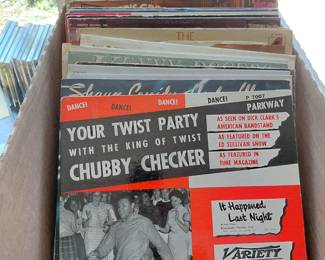 THE
DANCE!
DANCE!
DANCE!
DANCE!
P 7007
PARKWAY
YOUR TWIST PARTY
WITH THE KING OF TWIST
CHUBBY CHECKER
AS SEEN ON DICK CLARK'S
AMERICAN BANDSTAND
AS FEATURED ON THE
ED SULLIVAN SHOW
AS FEATURED IN
TIME MAGAZINE
It Happened
Last Night
VARIETY